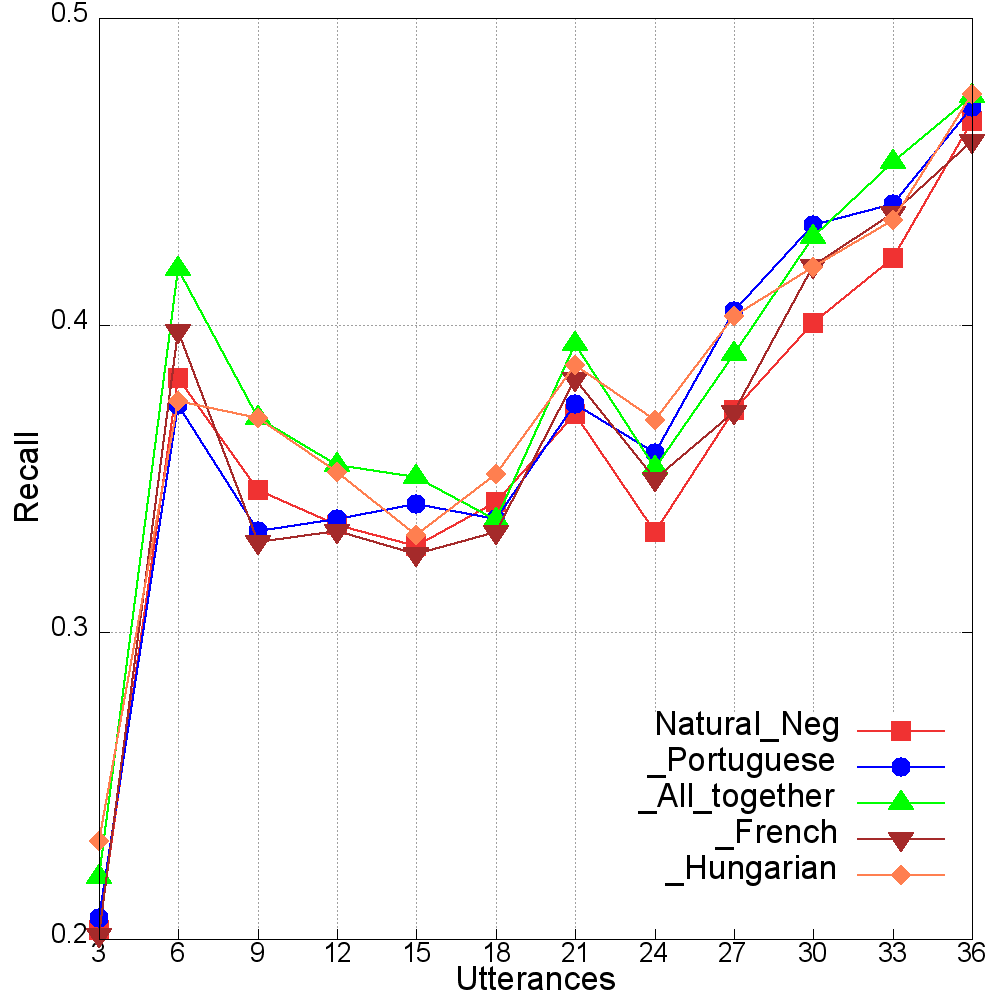 0.5
0.4
0.3
0.2
Recall
Natural_Neg
_Portuguese
_All_together
_French
_Hungarian
3 6 9 12 15 18 21 24 27 30 33 36
Utterances